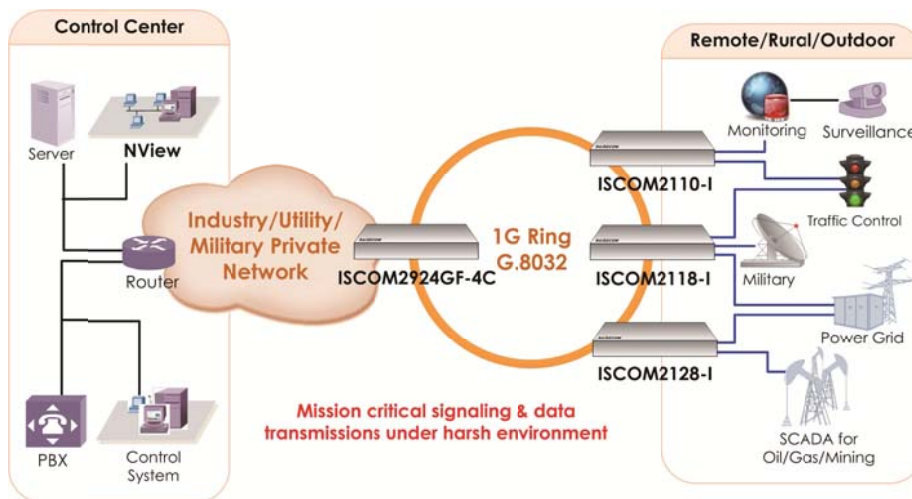 Control Center
Server
NView
Router
PBX
Control
System
Industry/Utility/
Military Private
Network
ISCOM2924GF-4C
1G Ring
G.8032
ISCOM2110-I
ISCOM2118-I
ISCOM2128-I
Mission critical signaling & data
transmissions under harsh environment
Remote/Rural/Outdoor
Monitoring
Surveillance
Traffic Control
Military
Power Grid
SCADA for
Oil/Gas/Mining